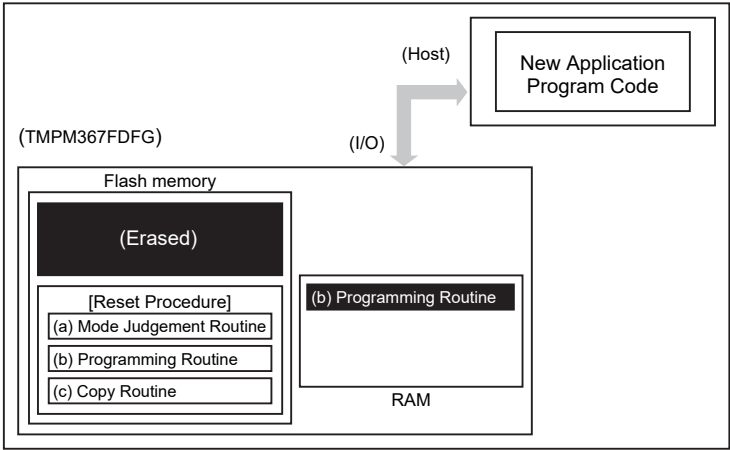 (Host)
New Application
Program Code
(TMPM367FDFG)
(I/O)
Flash memory
(Erased)
[Reset Procedure]
(a) Mode Judgement Routine
(b) Programming Routine
(c) Copy Routine
(b) Programming Routine
RAM